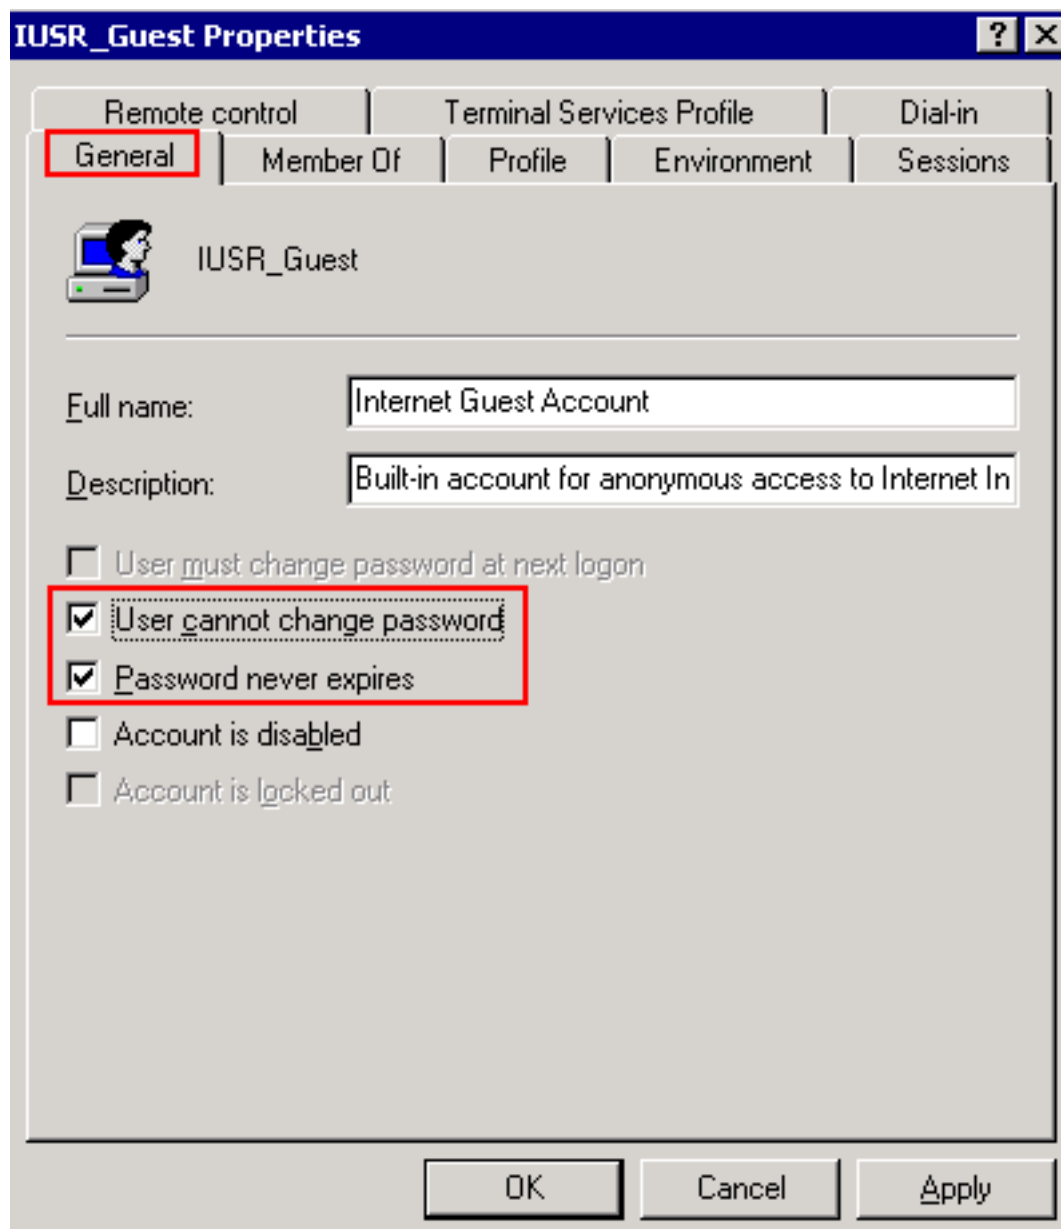 IUSR_Guest Properties
Remote control Terminal Services Profile Dial-in
General Member Of Profile Environment Sessions
IUSR_Guest
Full name: Internet Guest Account
Description: Built-in account for anonymous access to Internet In
User must change password at next logon
User cannot change password
Password never expires
Account is disabled
Account is locked out
OK Cancel Apply